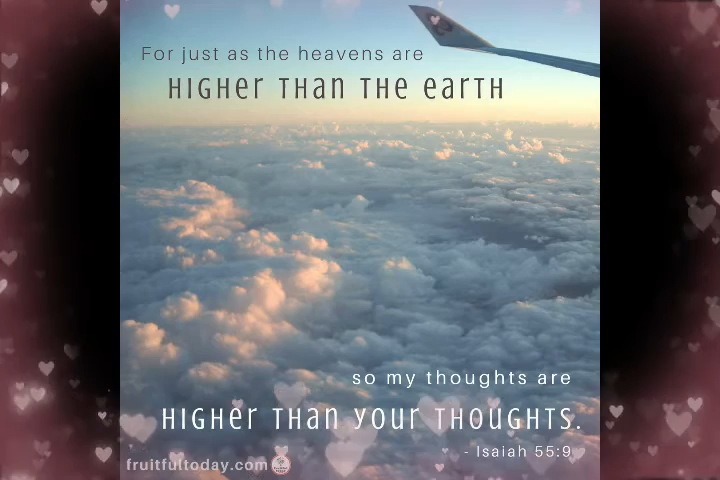 For just as the heavens are
HIGHER THAN THE EARTH
so my thoughts are
HIGHER THAN YOUR THOUGHTS.
- Isaiah 55:9
fruitfultoday.com